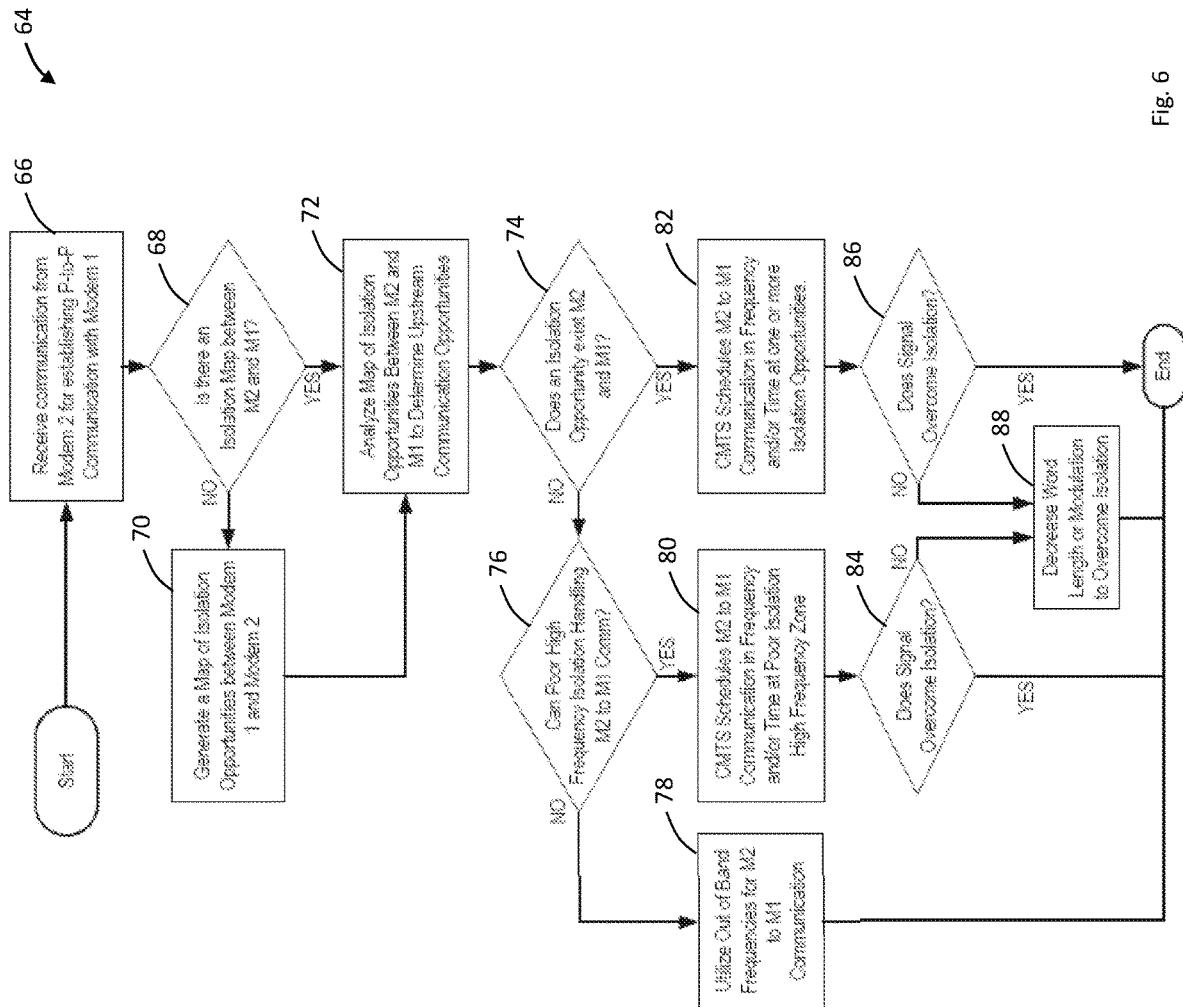 64
Start
66
Receive communication from
Modem 2 for establishing P-to-P
Communication with Modem 1
68
Is there an
Isolation Map between
M2 and M1?
NO
YES
70
Generate a Map of Isolation
Opportunities between Modem
1 and Modem 2
72
Analyze Map of Isolation
Opportunities Between M2 and
M1 to Determine Upstream
Communication Opportunities
74
Does an Isolation
Opportunity exist M2
and M1?
NO
YES
76
Can Poor High
Frequency Isolation Handling
M2 to M1 Comm?
NO
YES
78
Utilize Out of Band
Frequencies for M2
to M1
Communication
80
CMTS Schedules M2 to M1
Communication in Frequency
and/or Time at Poor Isolation
High Frequency Zone
82
CMTS Schedules M2 to M1
Communication in Frequency
and/or Time at one or more
Isolation Opportunities.
84
Does Signal
Overcome Isolation?
NO
YES
86
Does Signal
Overcome Isolation?
NO
YES
88
Decrease Word
Length or Modulation
to Overcome Isolation
End
Fig. 6